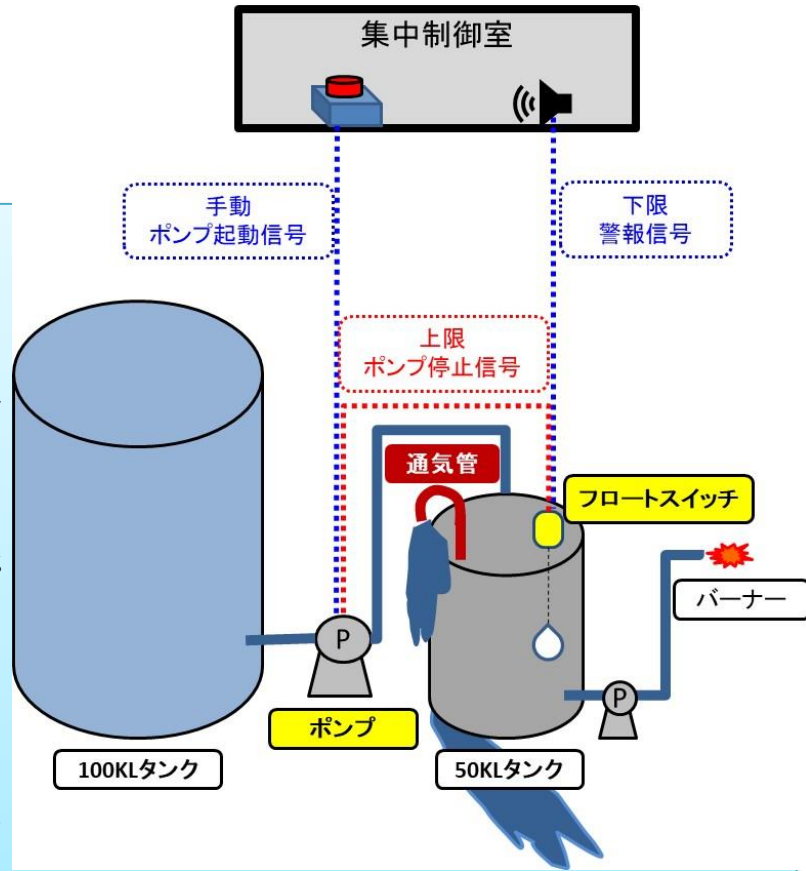 集中制御室
手動
ポンプ起動信号
下限
警報信号
上限
ポンプ停止信号
通気管
フロートスイッチ
バーナー
P
P
ポンプ
100KLタンク
50KLタンク